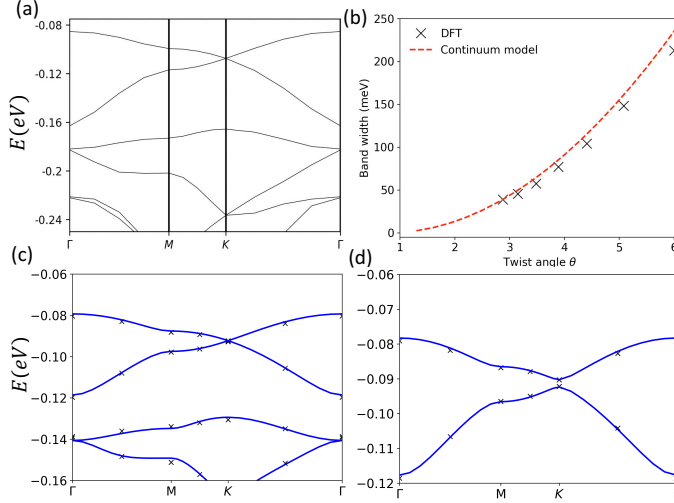 (a)
-0.08
-0.12
-0.2
-0.24
E(eV)
Γ M K Γ
(b)
DFT
Continuum model
250
200
150
100
50
0
Band width (meV)
1 2 3 4 5 6
Twist angle θ
(c)
−0.06
−0.08
−0.10
−0.12
−0.14
−0.16
E(eV)
Γ M K Γ
(d)
−0.06
−0.07
−0.08
−0.09
−0.10
−0.11
−0.12
Γ M K Γ